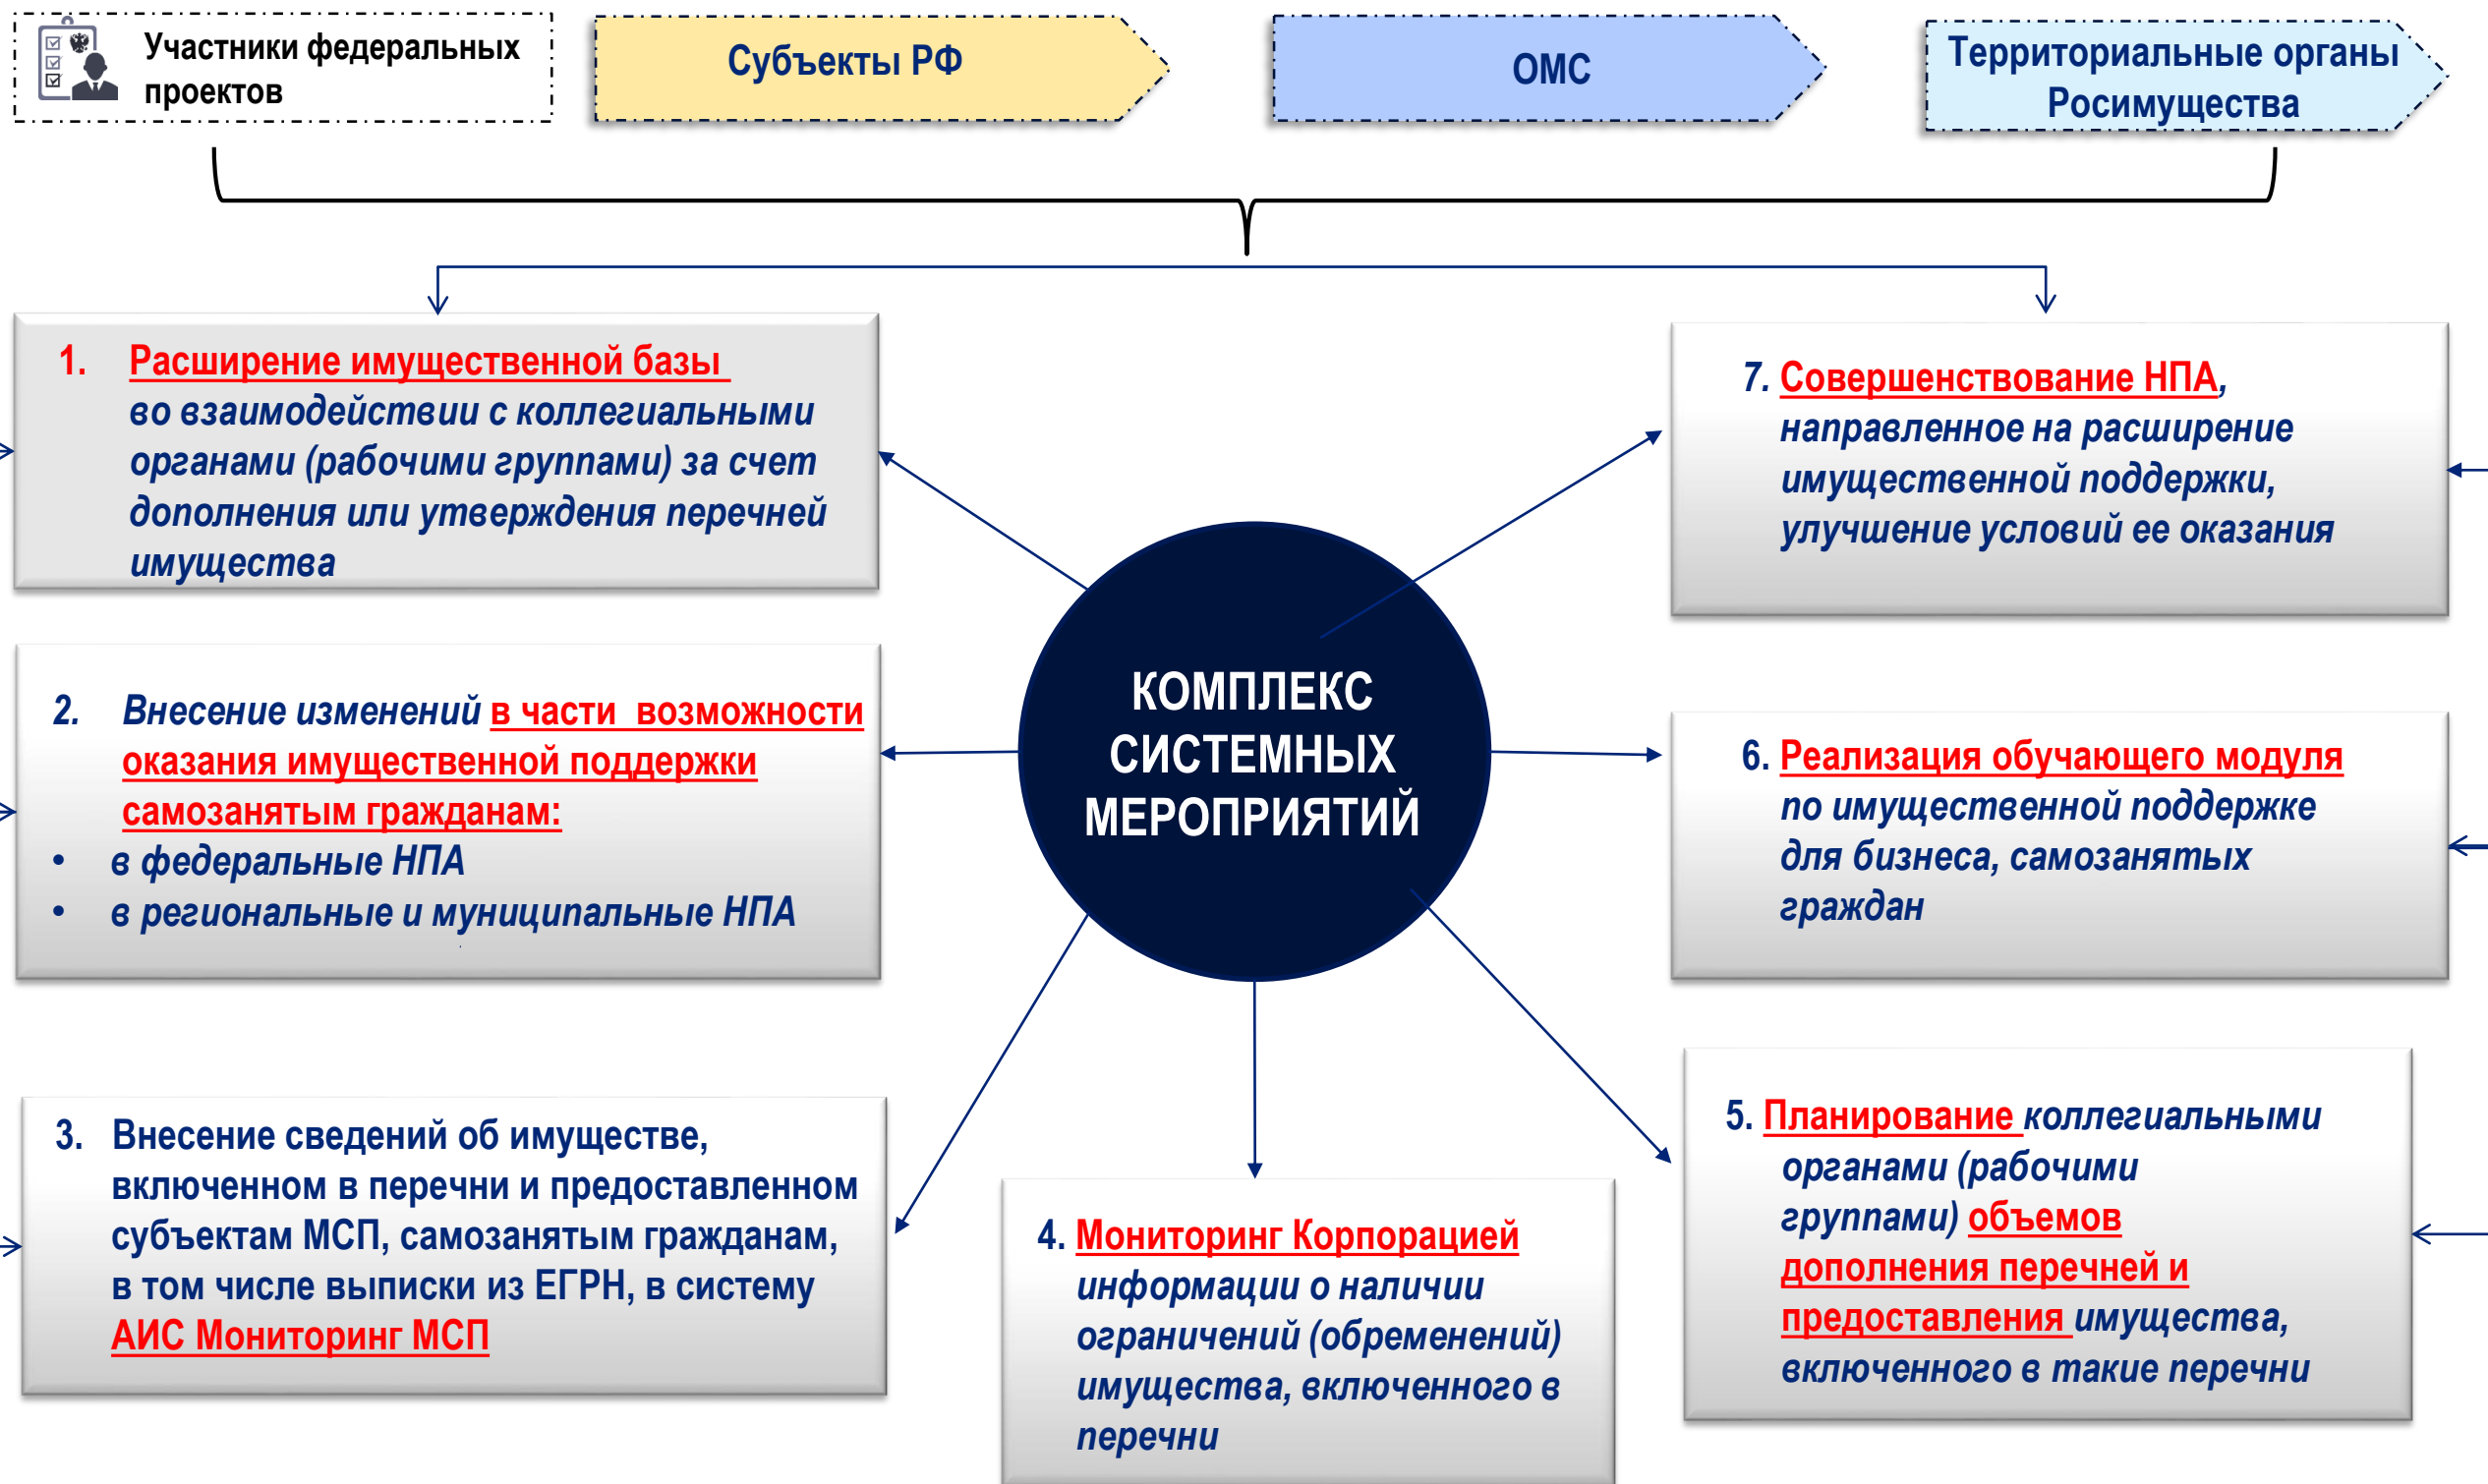 Участники федеральных
проектов
Субъекты РФ
ОМС
Территориальные органы
Росимущества
1. Расширение имущественной базы
во взаимодействии с коллегиальными
органами (рабочими группами) за счет
дополнения или утверждения перечней
имущества
2. Внесение изменений в части возможности
оказания имущественной поддержки
самозанятым гражданам:
• в федеральные НПА
• в региональные и муниципальные НПА
3. Внесение сведений об имуществе,
включенном в перечни и предоставленном
субъектам МСП, самозанятым гражданам,
в том числе выписки из ЕГРН, в систему
АИС Мониторинг МСП
КОМПЛЕКС
СИСТЕМНЫХ
МЕРОПРИЯТИЙ
4. Мониторинг Корпорацией
информации о наличии
ограничений (обременений)
имущества, включенного в
перечни
5. Планирование коллегиальными
органами (рабочими
группами) объемов
дополнения перечней и
предоставления имущества,
включенного в такие перечни
6. Реализация обучающего модуля
по имущественной поддержке
для бизнеса, самозанятых
граждан
7. Совершенствование НПА,
направленное на расширение
имущественной поддержки,
улучшение условий ее оказания